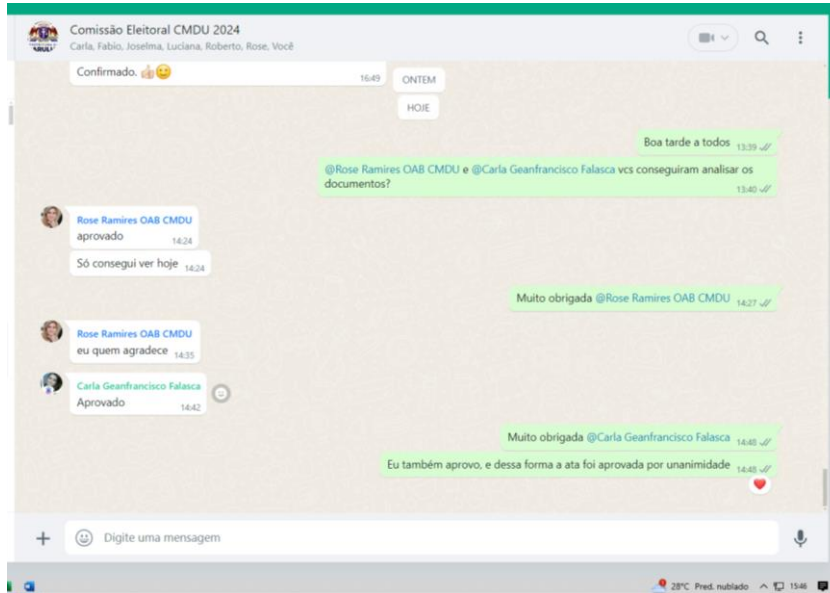 Comissão Eleitoral CMDU 2024
Carla, Fabio, Joselma, Luciana, Roberto, Rose, Você
Confirmado. 👍🏻😊
16:49
ONTEM
HOJE
Boa tarde a todos 13:39
@Rose Ramires OAB CMDU e @Carla Geanfrancisco Falasca vcs conseguiram analisar os
documentos?
13:40
Rose Ramires OAB CMDU
aprovado 14:24
Só consegui ver hoje 14:24
Muito obrigada @Rose Ramires OAB CMDU 14:27
Rose Ramires OAB CMDU
eu quem agradece 14:35
Carla Geanfrancisco Falasca
Aprovado 14:42
Muito obrigada @Carla Geanfrancisco Falasca 14:48
Eu também aprovo, e dessa forma a ata foi aprovada por unanimidade 14:48
❤️
Digite uma mensagem
28°C Pred. nublado 15:46